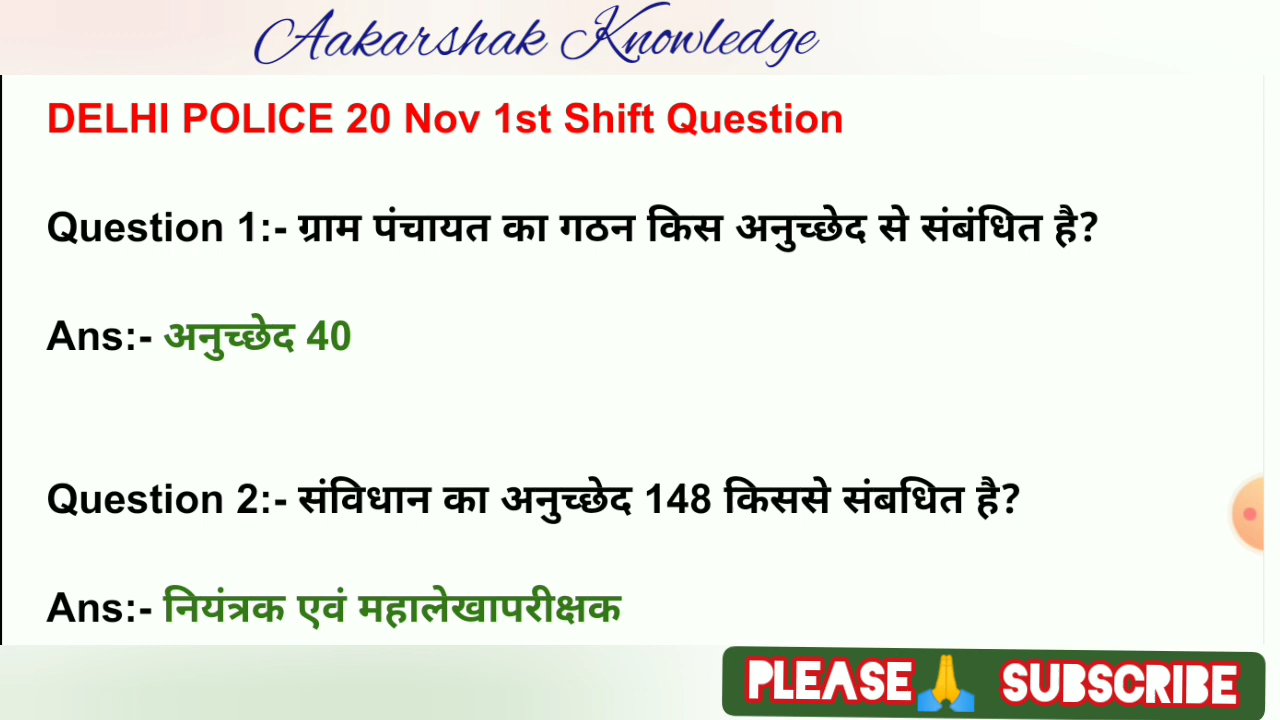 Aakarshak Knowledge
DELHI POLICE 20 Nov 1st Shift Question
Question 1:- ग्राम पंचायत का गठन किस अनुच्छेद से संबंधित है?
Ans:- अनुच्छेद 40
Question 2:- संविधान का अनुच्छेद 148 किससे संबधित है?
Ans:- नियंत्रक एवं महालेखापरीक्षक
PLEASE🙏 SUBSCRIBE